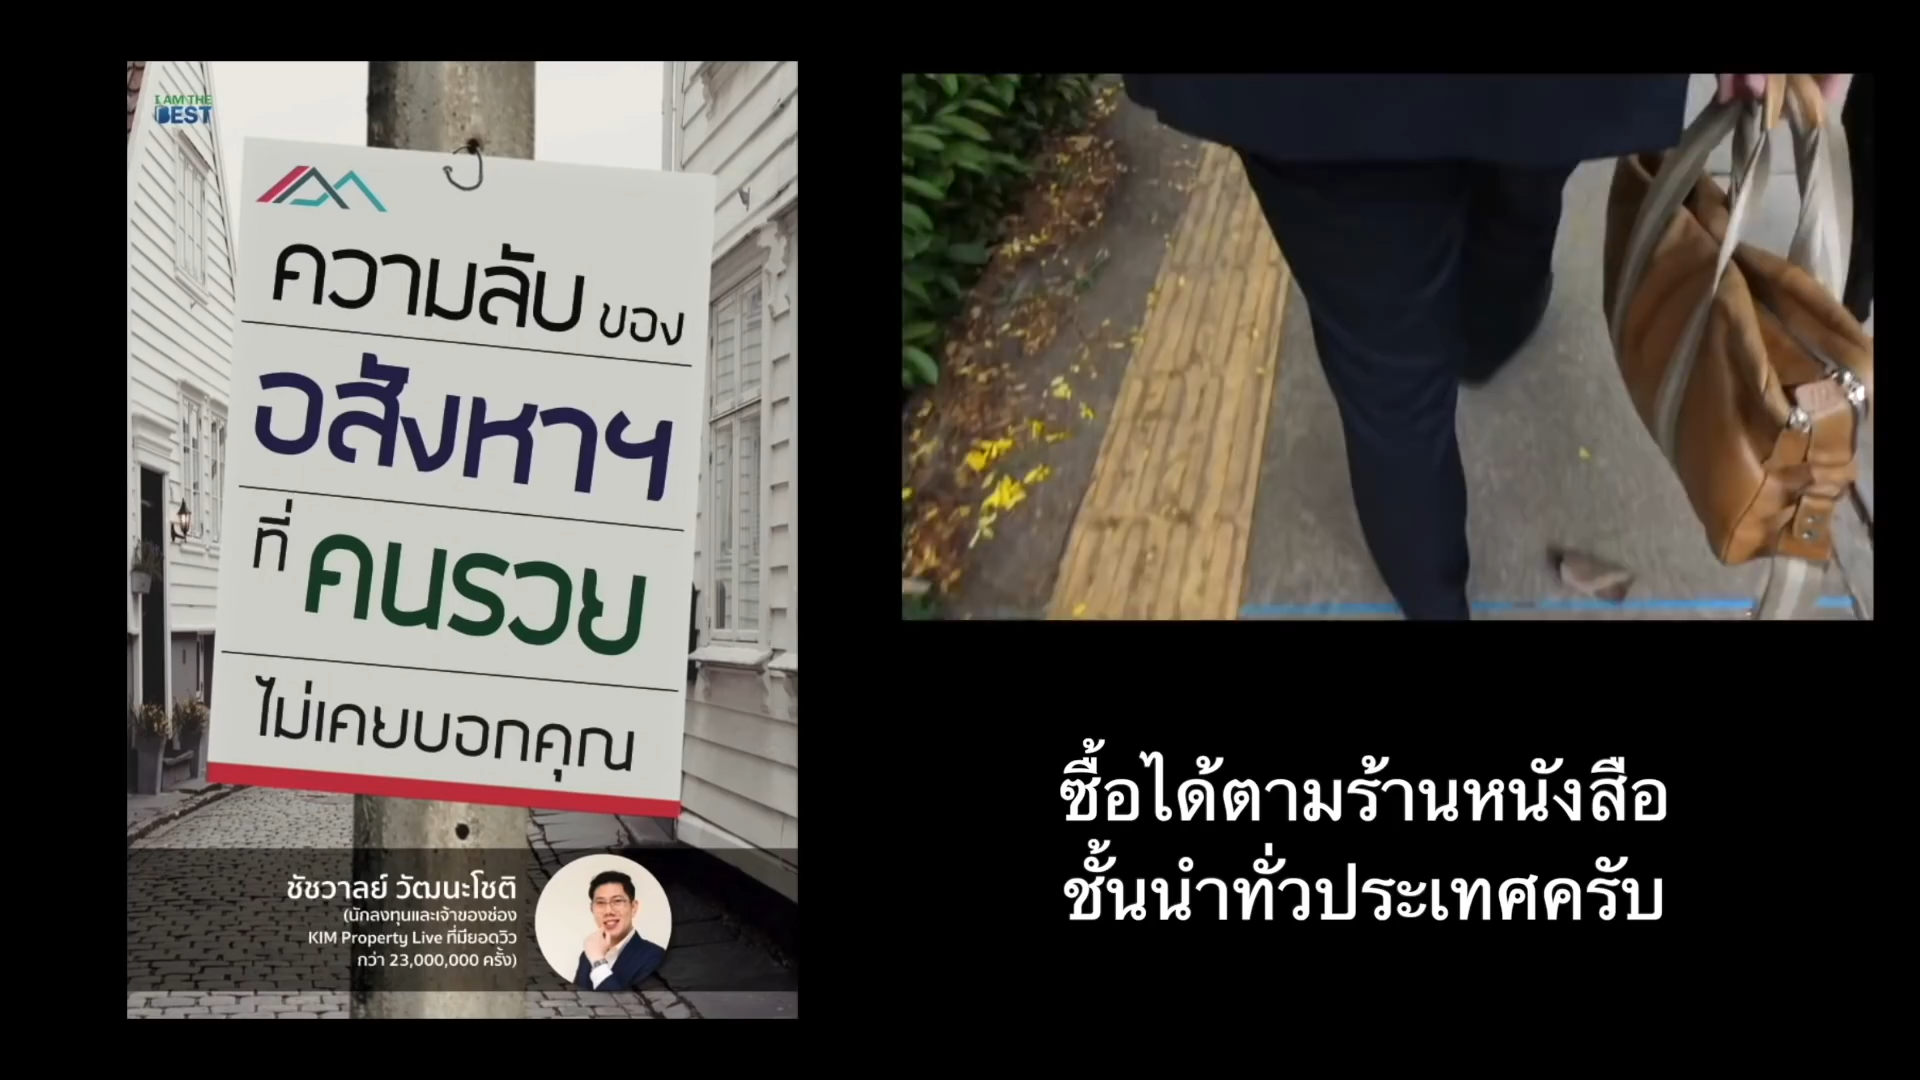 I AM THE
BEST
ความลับ ของ
อสังหาฯ
ที่ คนรวย
ไม่เคยบอกคุณ
ชัชวาลย์ วัฒนะโชติ
(นักลงทุนและเจ้าของช่อง
KIM Property Live ที่มียอดวิว
กว่า 23,000,000 ครั้ง)
ซื้อได้ตามร้านหนังสือ
ชั้นนำทั่วประเทศครับ